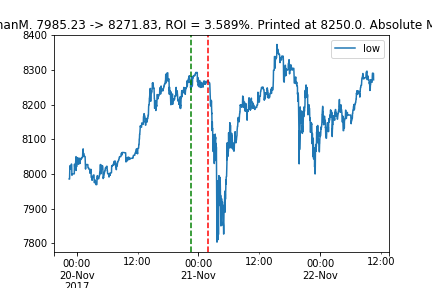 7985.23 -> 8271.83, ROI = 3.589%. Printed at 8250.0. Absolute
low
8400
8300
8200
8100
8000
7900
7800
00:00 12:00 00:00 12:00 00:00 12:00
20-Nov 21-Nov 22-Nov
2017